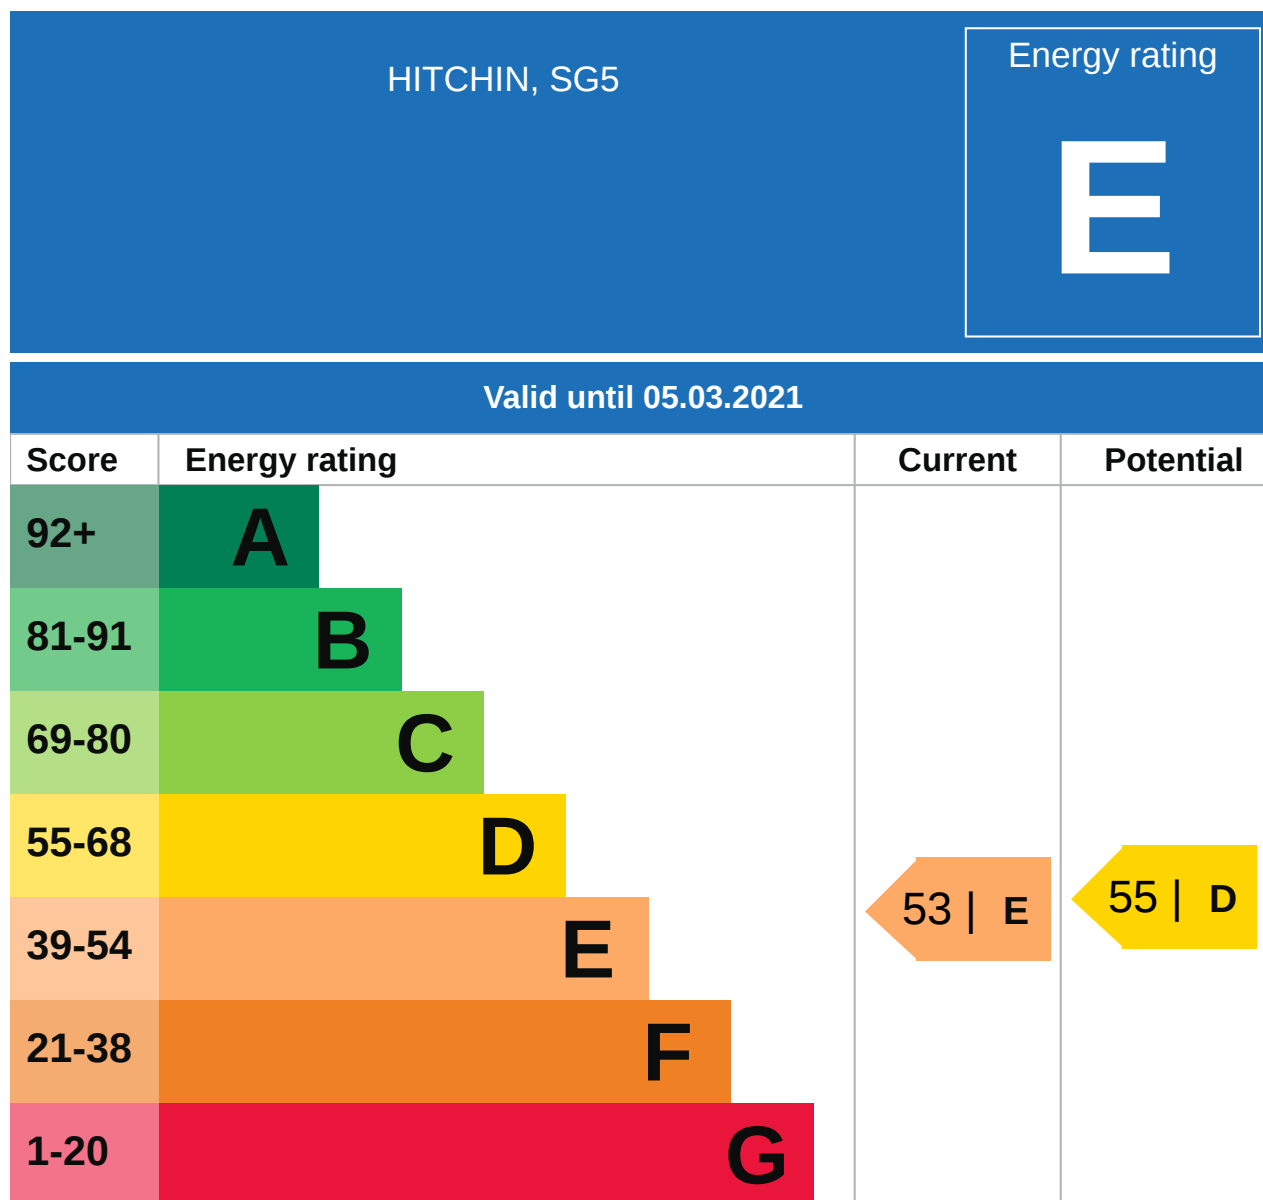 HITCHIN, SG5
Energy rating
E
Valid until 05.03.2021
Score Energy rating Current Potential
92+ A
81-91 B
69-80 C
55-68 D
39-54 E
53 | E
55 | D
21-38 F
1-20 G